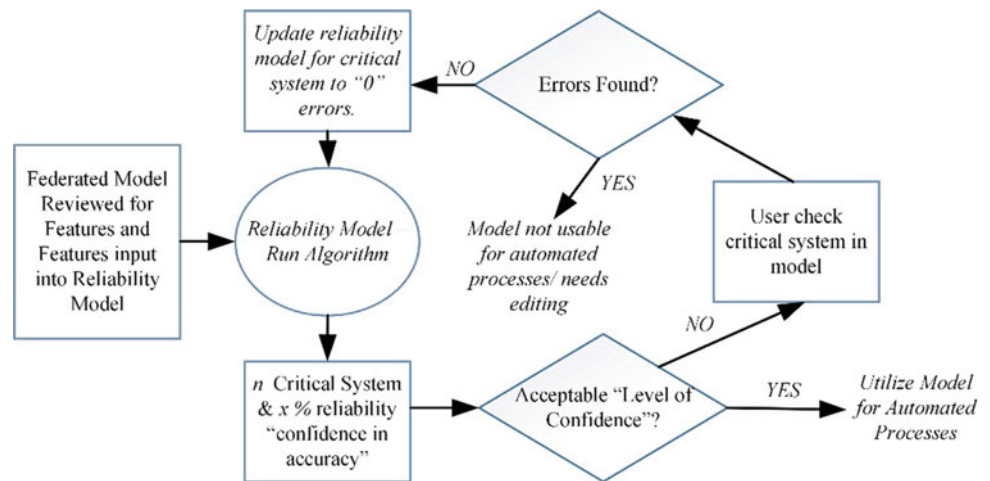 Update reliability
model for critical
system to "0"
errors.
NO
Errors Found?
YES
Model not usable
for automated
processes/ needs
editing
Federated Model
Reviewed for
Features and
Features input
into Reliability
Model
Reliability Model
Run Algorithm
User check
critical system in
model
NO
n Critical System
& x % reliability
"confidence in
accuracy"
Acceptable "Level of
Confidence"?
YES
Utilize Model
for Automated
Processes